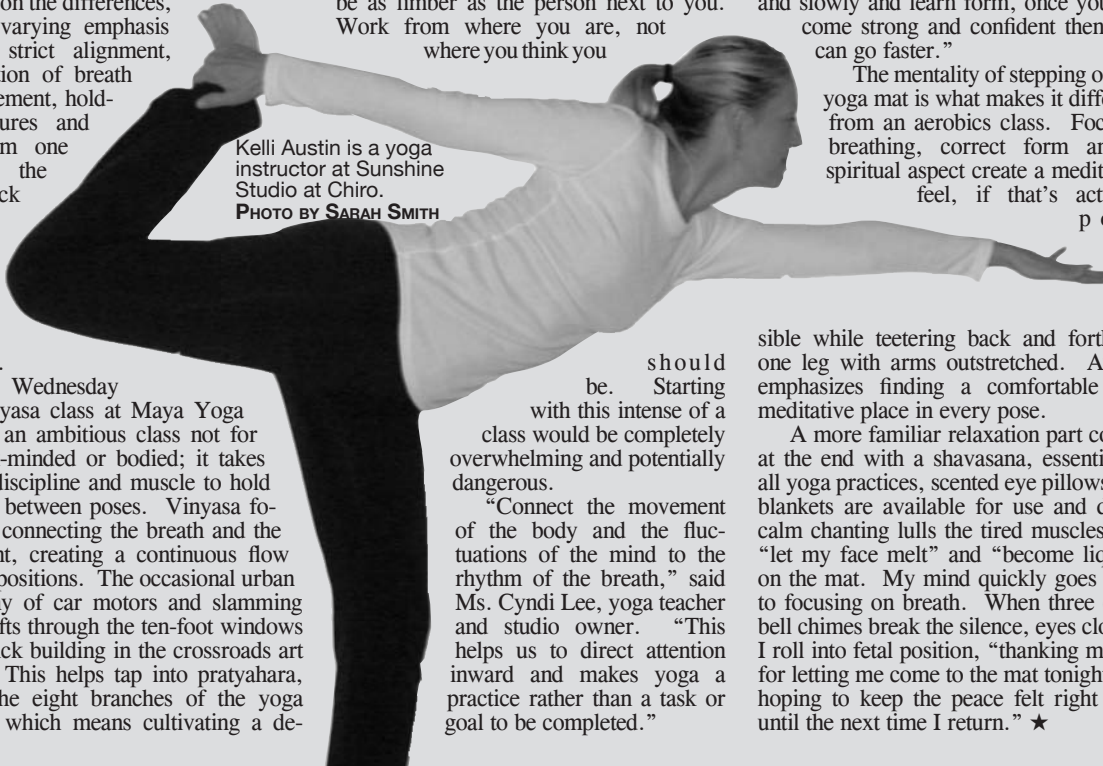 on the differences,
varying emphasis
strict alignment,
tion of breath
ement, hold-
ures and
m one
the
ck
.
Wednesday
yasa class at Maya Yoga
an ambitious class not for
-minded or bodied; it takes
discipline and muscle to hold
between poses. Vinyasa fo-
connecting the breath and the
nt, creating a continuous flow
positions. The occasional urban
y of car motors and slamming
fts through the ten-foot windows
ck building in the crossroads art
This helps tap into pratyahara,
he eight branches of the yoga
which means cultivating a de-
be as limber as the person next to you.
Work from where you are, not
where you think you
Kelli Austin is a yoga
instructor at Sunshine
Studio at Chiro.
PHOTO BY SARAH SMITH
should
be. Starting
with this intense of a
class would be completely
overwhelming and potentially
dangerous.
“Connect the movement
of the body and the fluc-
tuations of the mind to the
rhythm of the breath,” said
Ms. Cyndi Lee, yoga teacher
and studio owner. “This
helps us to direct attention
inward and makes yoga a
practice rather than a task or
goal to be completed.”
and slowly and learn form, once you
come strong and confident then
can go faster.”
The mentality of stepping o
yoga mat is what makes it diffe
from an aerobics class. Foc
breathing, correct form an
spiritual aspect create a medit
feel, if that’s act
p o
sible while teetering back and forth
one leg with arms outstretched. A
emphasizes finding a comfortable
meditative place in every pose.
A more familiar relaxation part co
at the end with a shavasana, essenti
all yoga practices, scented eye pillows
blankets are available for use and c
calm chanting lulls the tired muscles
“let my face melt” and “become liq
on the mat. My mind quickly goes
to focusing on breath. When three
bell chimes break the silence, eyes clo
I roll into fetal position, “thanking m
for letting me come to the mat tonight
hoping to keep the peace felt right
until the next time I return.” ★